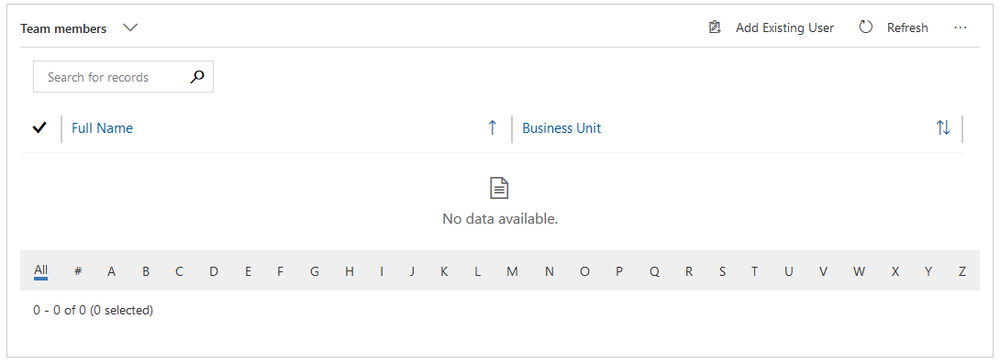 Team members Add Existing User Refresh ...
Search for records
Full Name Business Unit
No data available.
All # A B C D E F G H I J K L M N O P Q R S T U V W X Y Z
0 - 0 of 0 (0 selected)